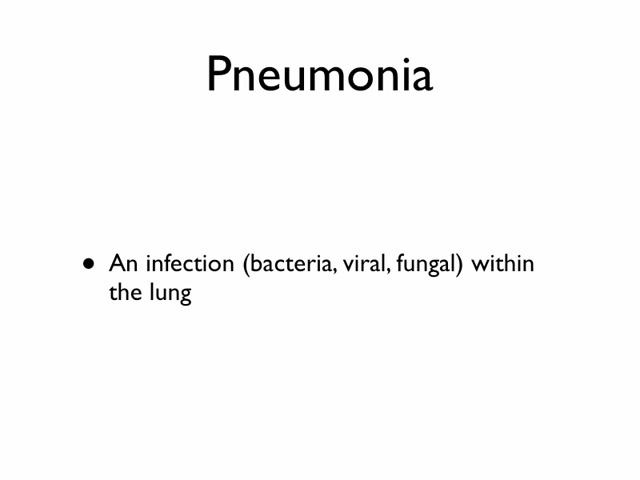 Pneumonia
• An infection (bacteria, viral, fungal) within
the lung